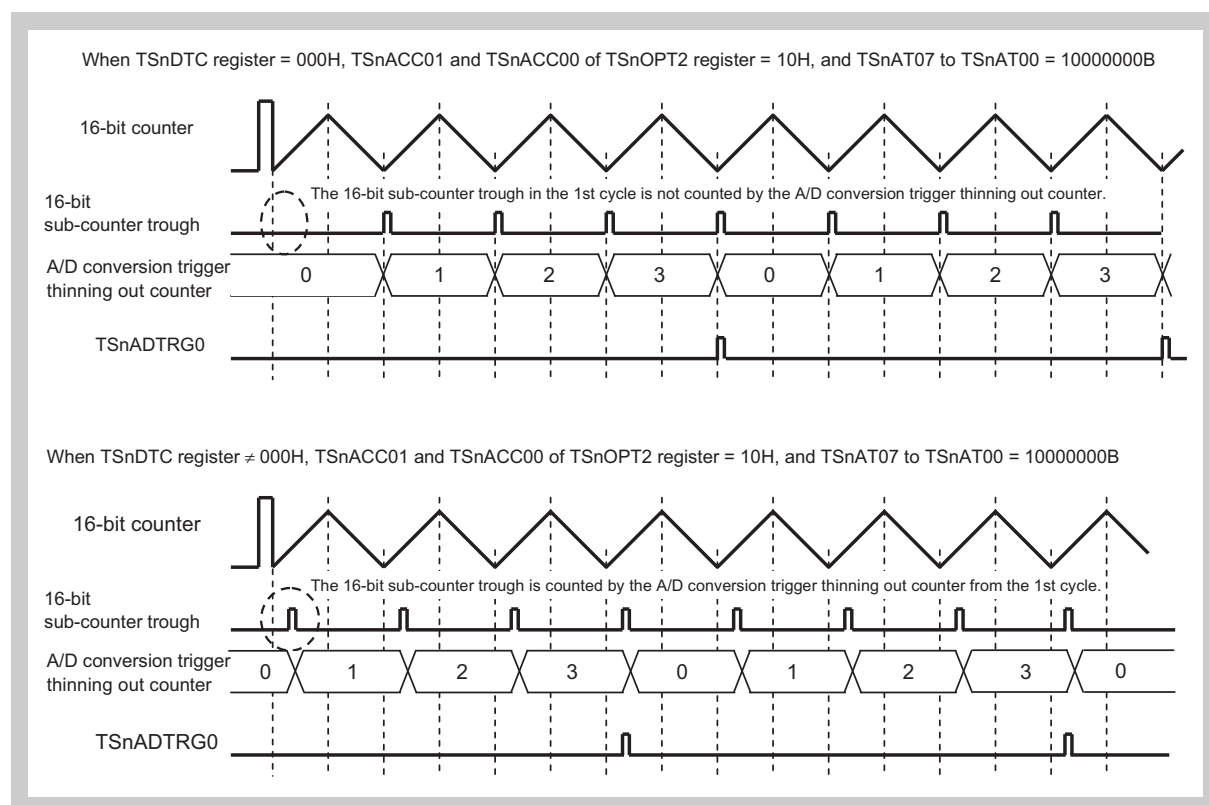 When TSnDTC register = 000H, TSnACC01 and TSnACC00 of TSnOPT2 register = 10H, and TSnAT07 to TSnAT00 = 10000000B
16-bit counter
The 16-bit sub-counter trough in the 1st cycle is not counted by the A/D conversion trigger thinning out counter.
16-bit
sub-counter trough
A/D conversion trigger
thinning out counter
0 1 2 3 0 1 2 3
TSnADTRG0
When TSnDTC register ≠ 000H, TSnACC01 and TSnACC00 of TSnOPT2 register = 10H, and TSnAT07 to TSnAT00 = 10000000B
16-bit counter
The 16-bit sub-counter trough is counted by the A/D conversion trigger thinning out counter from the 1st cycle.
16-bit
sub-counter trough
A/D conversion trigger
thinning out counter
0 1 2 3 0 1 2 3 0
TSnADTRG0